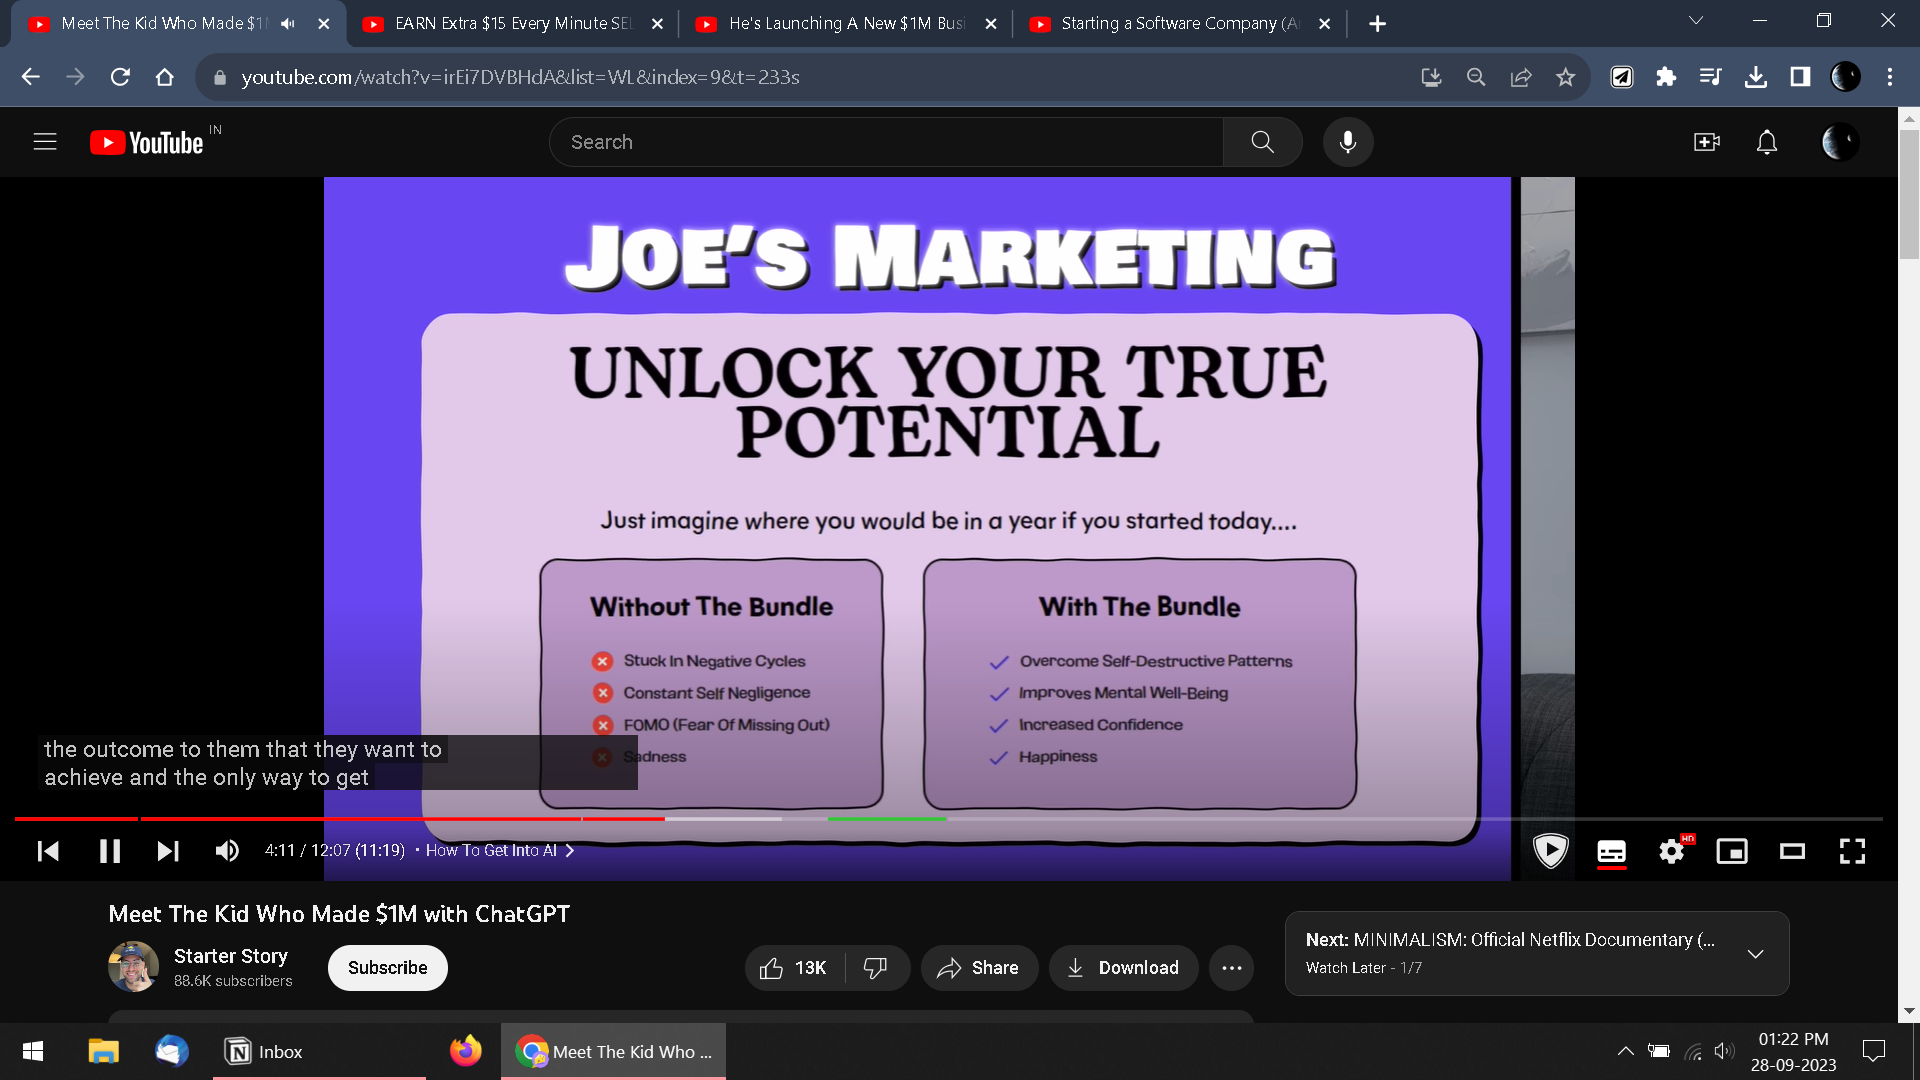 Meet The Kid Who Made $1M
EARN Extra $15 Every Minute SEL
He's Launching A New $1M Busi
Starting a Software Company (A
youtube.com/watch?v=irEi7DVBHdA&list=WL&index=9&t=233s
YouTube
IN
Search
JOE'S MARKETING
UNLOCK YOUR TRUE
POTENTIAL
Just imagine where you would be in a year if you started today....
Without The Bundle
Stuck In Negative Cycles
Constant Self Negligence
FOMO (Fear Of Missing Out)
Sadness
With The Bundle
Overcome Self-Destructive Patterns
Improves Mental Well-Being
Increased Confidence
Happiness
the outcome to them that they want to
achieve and the only way to get
4:11 / 12:07 (11:19) • How To Get Into AI
HD
Meet The Kid Who Made $1M with ChatGPT
Starter Story
88.6K subscribers
Subscribe
13K
Share
Download
Next: MINIMALISM: Official Netflix Documentary (...
Watch Later - 1/7
Inbox
Meet The Kid Who ...
01:22 PM
28-09-2023